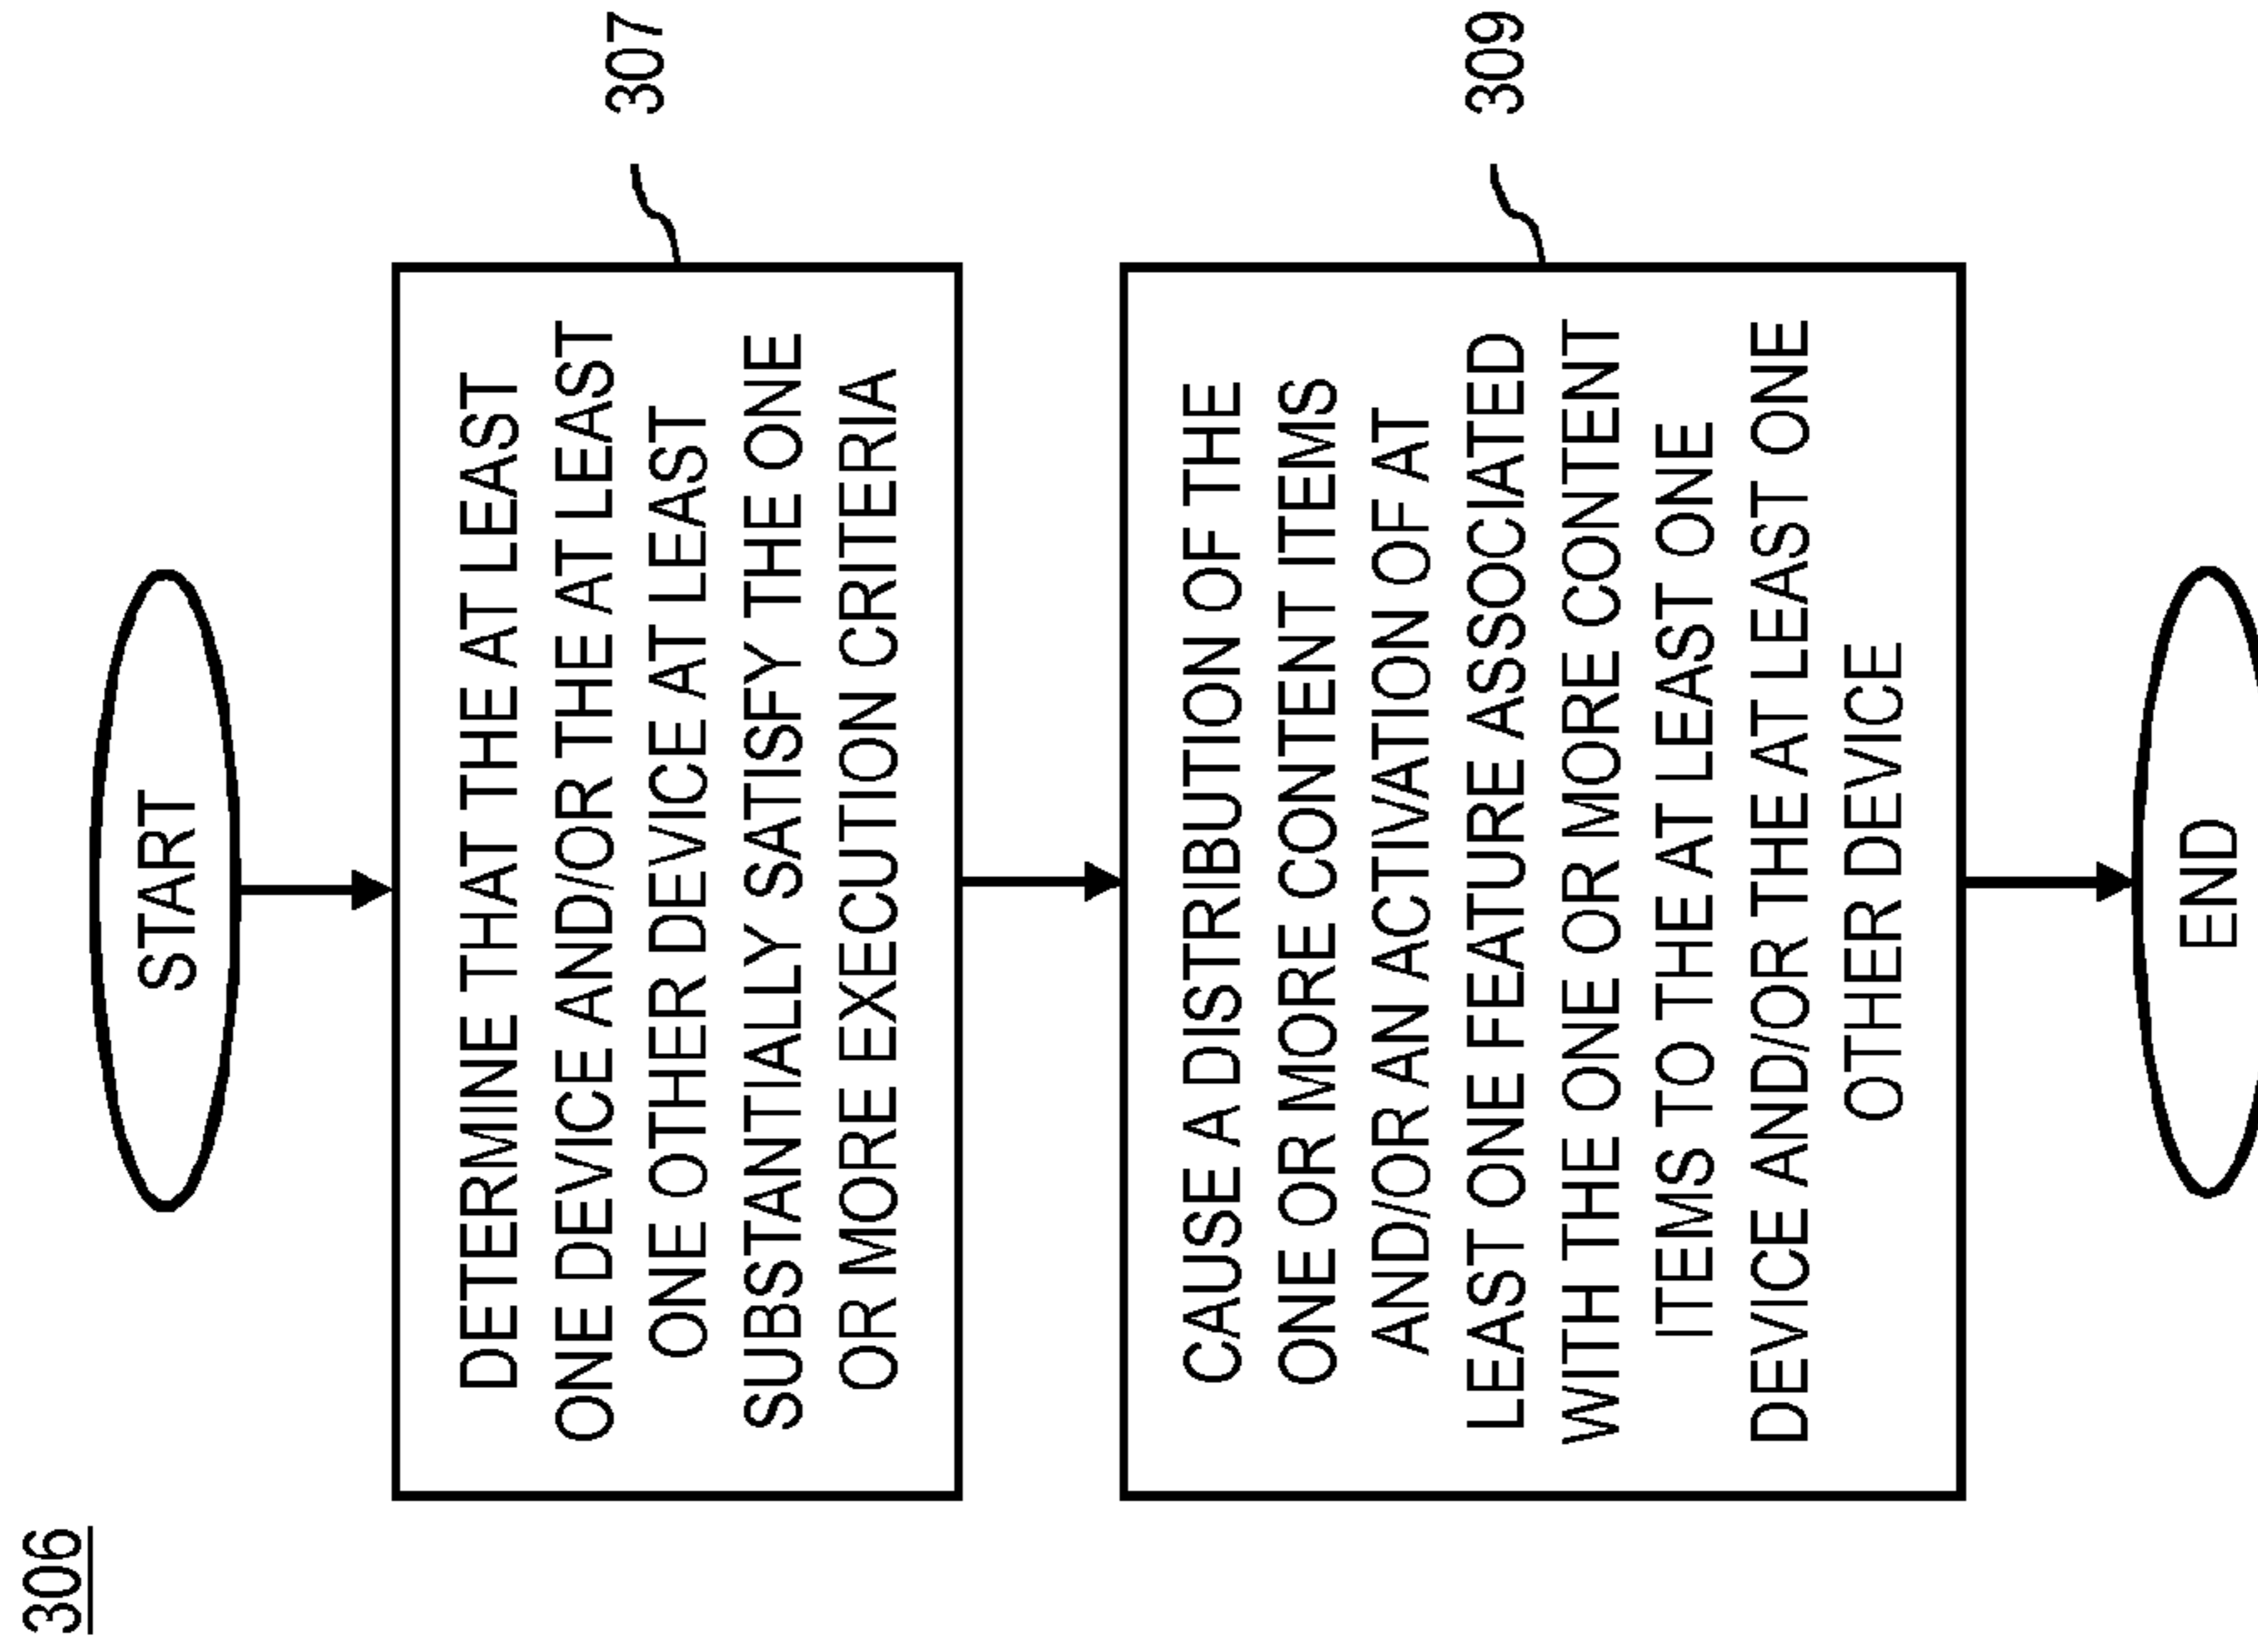 306
START
DETERMINE THAT THE AT LEAST
ONE DEVICE AND/OR THE AT LEAST
ONE OTHER DEVICE AT LEAST
SUBSTANTIALLY SATISFY THE ONE
OR MORE EXECUTION CRITERIA
307
CAUSE A DISTRIBUTION OF THE
ONE OR MORE CONTENT ITEMS
AND/OR AN ACTIVATION OF AT
LEAST ONE FEATURE ASSOCIATED
WITH THE ONE OR MORE CONTENT
ITEMS TO THE AT LEAST ONE
DEVICE AND/OR THE AT LEAST ONE
OTHER DEVICE
309
END